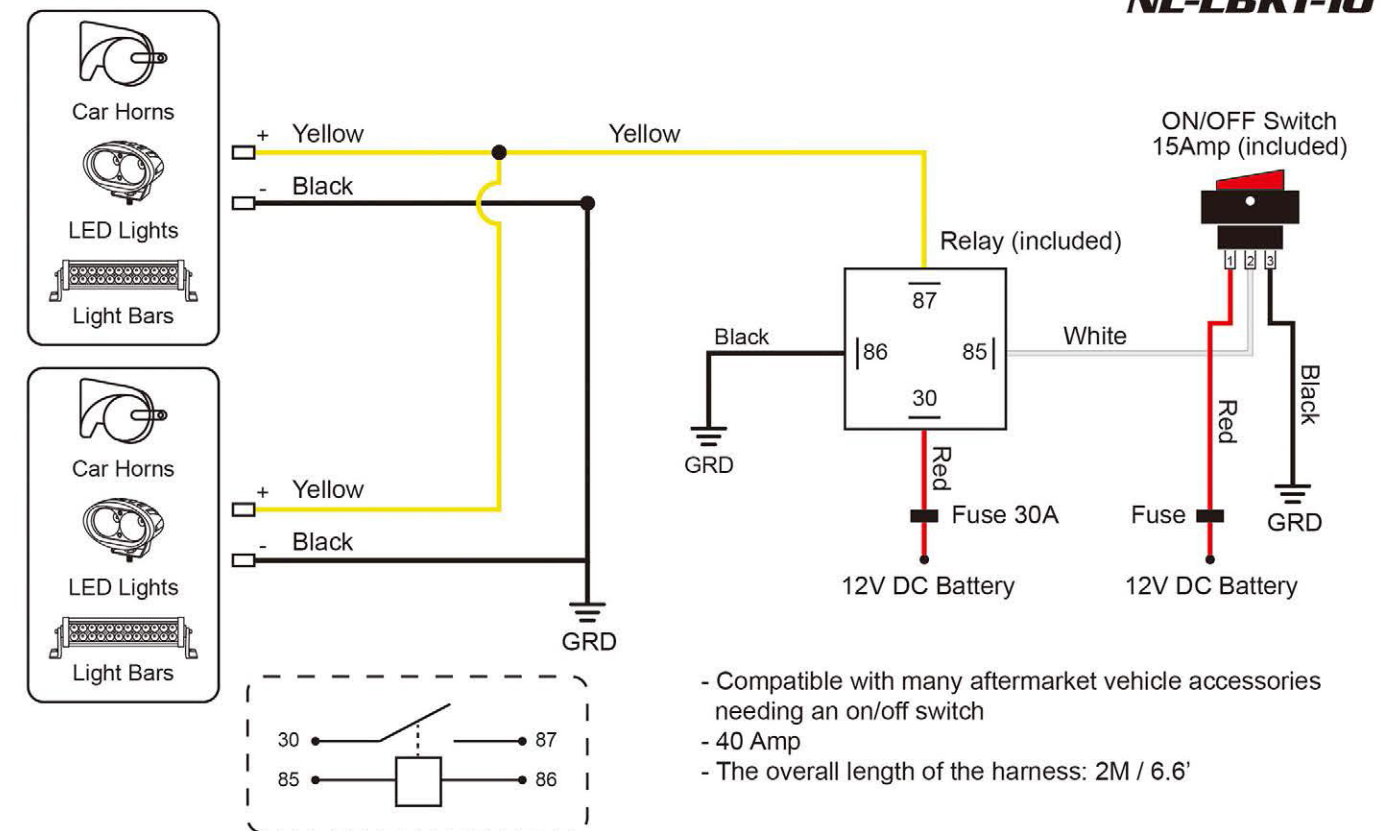 NL-LBK1-10
Car Horns
LED Lights
Light Bars
+ Yellow
- Black
Yellow
Car Horns
LED Lights
Light Bars
+ Yellow
- Black
GRD
Relay (included)
87
86
85
30
Black
GRD
Red
Fuse 30A
12V DC Battery
White
ON/OFF Switch
15Amp (included)
1 2 3
Red
Fuse
12V DC Battery
Black
GRD
30 87
85 86
- Compatible with many aftermarket vehicle accessories
needing an on/off switch
- 40 Amp
- The overall length of the harness: 2M / 6.6’